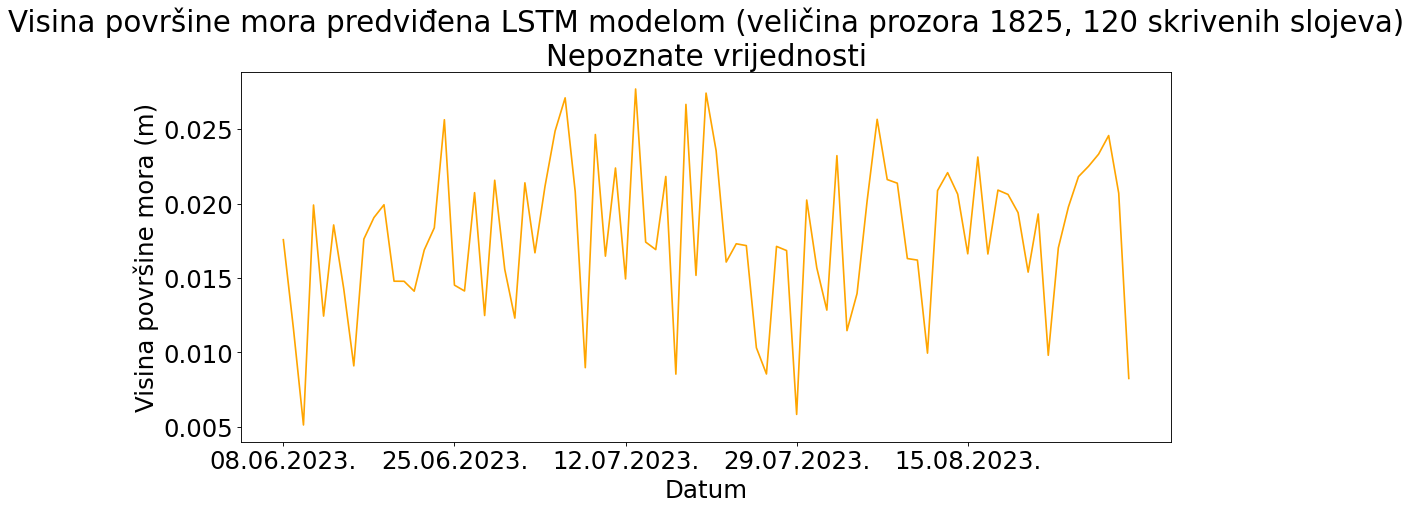 Visina površine mora predviđena LSTM modelom (veličina prozora 1825, 120 skrivenih slojeva)
Nepoznate vrijednosti
Visina površine mora (m)
0.025
0.020
0.015
0.010
0.005
08.06.2023. 25.06.2023. 12.07.2023. 29.07.2023. 15.08.2023.
Datum